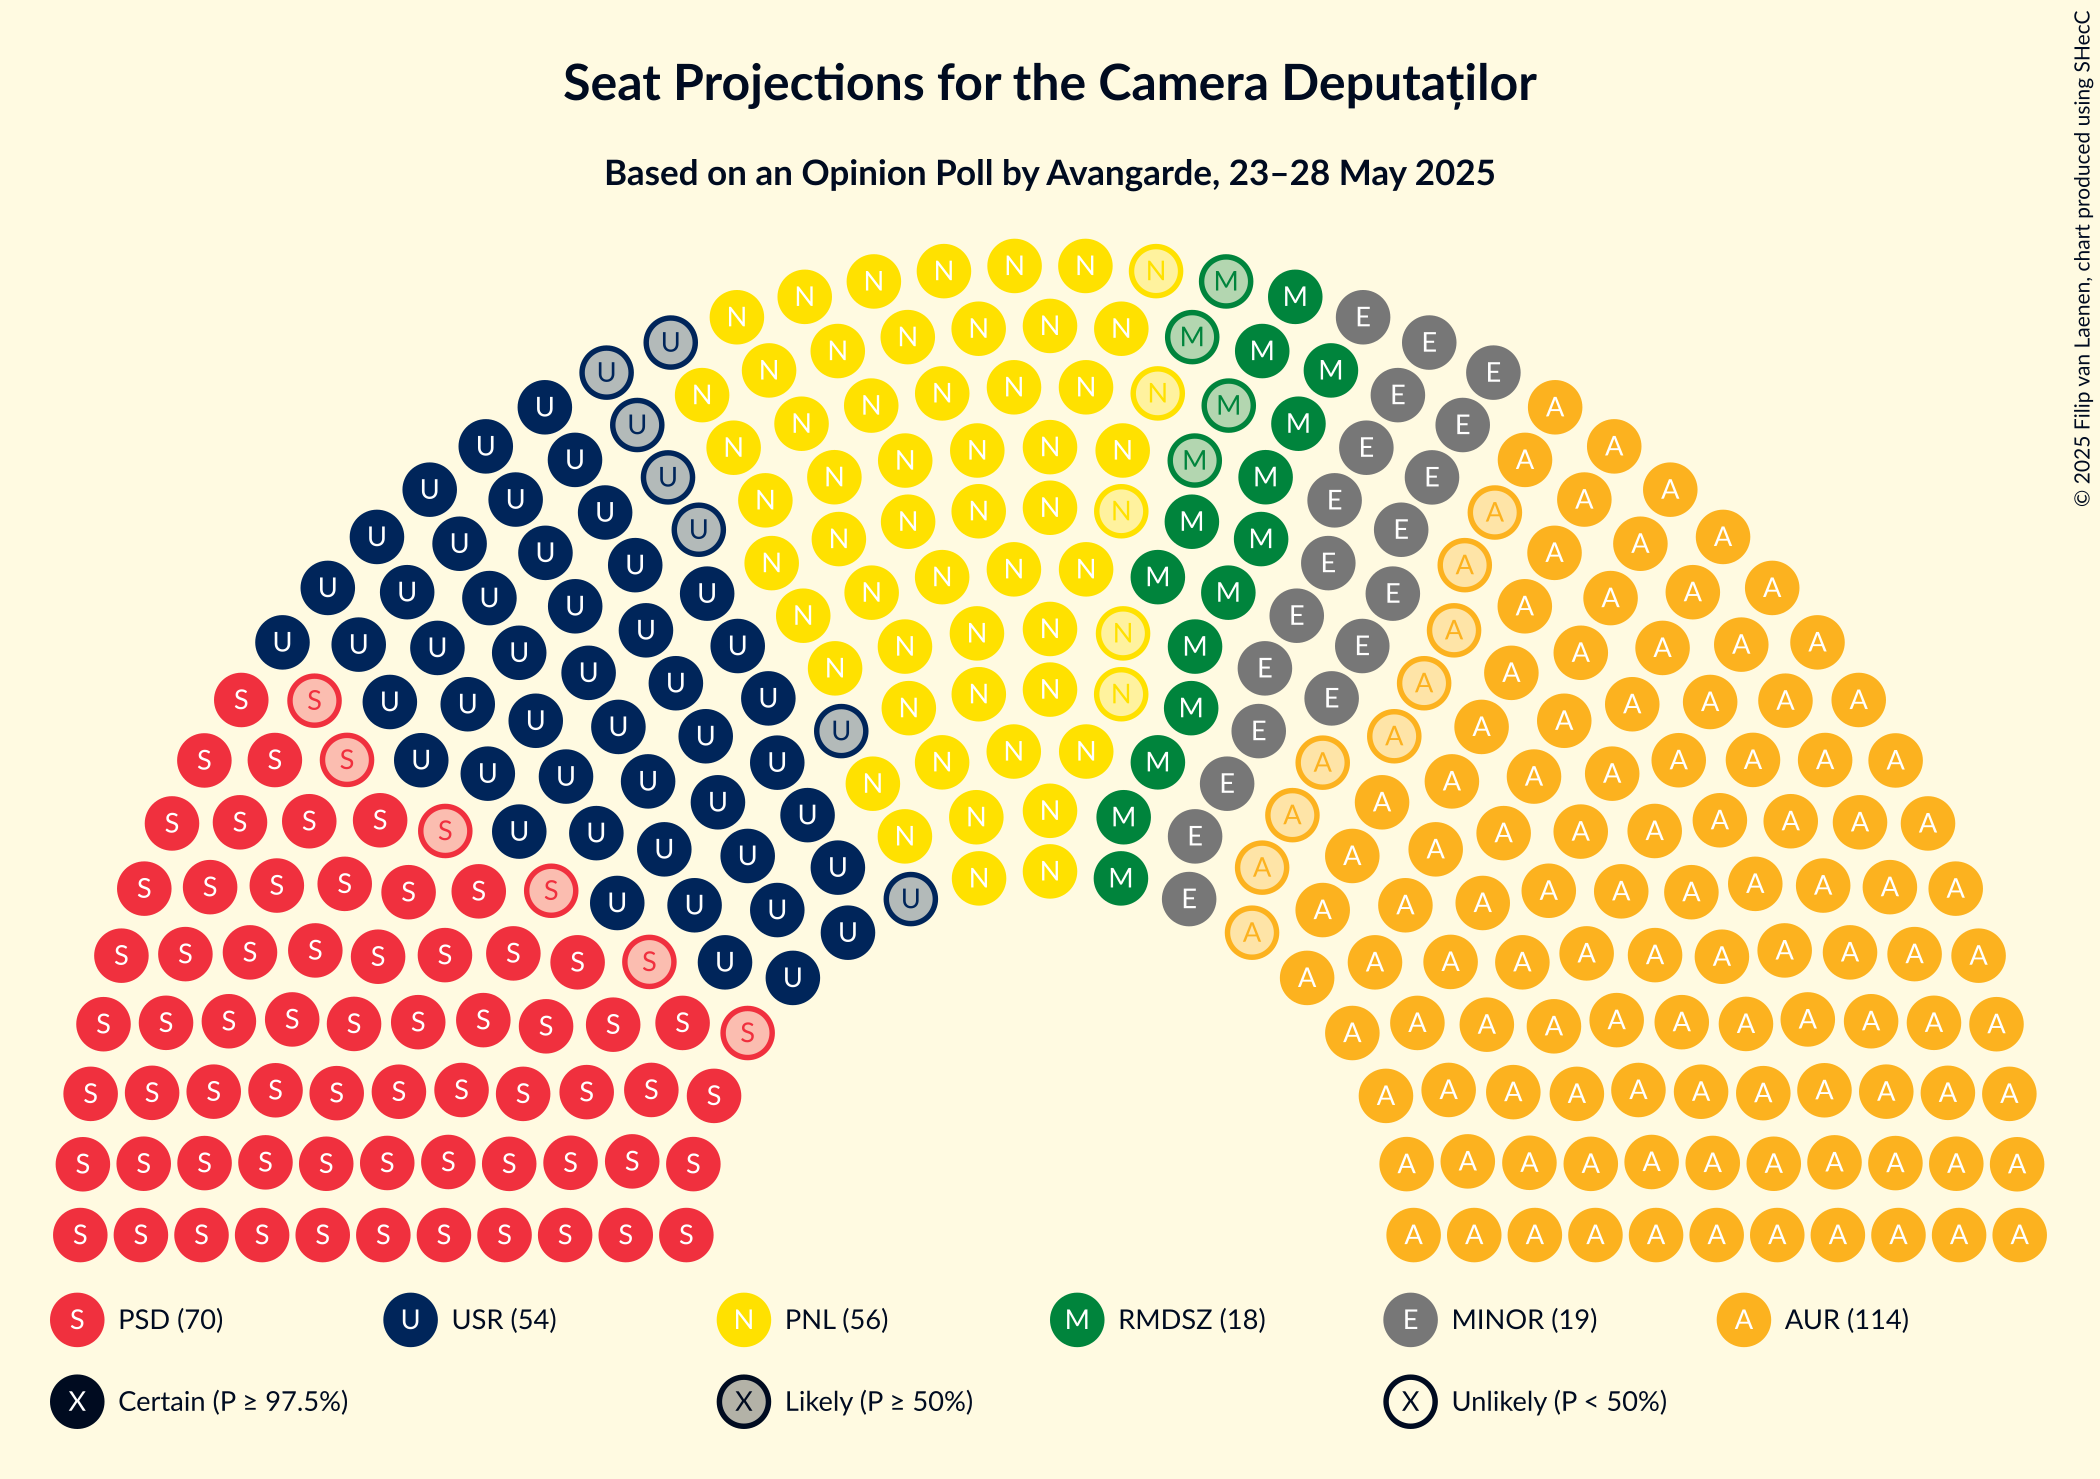 Seat Projections for the Camera Deputaților
Based on an Opinion Poll by Avangarde, 23–28 May 2025
© 2025 Filip van Laenen, chart produced using SHecC
S PSD (70) U USR (54) N PNL (56) M RMDSZ (18) E MINOR (19) A AUR (114)
X Certain (P ≥ 97.5%) X Likely (P ≥ 50%) X Unlikely (P < 50%)